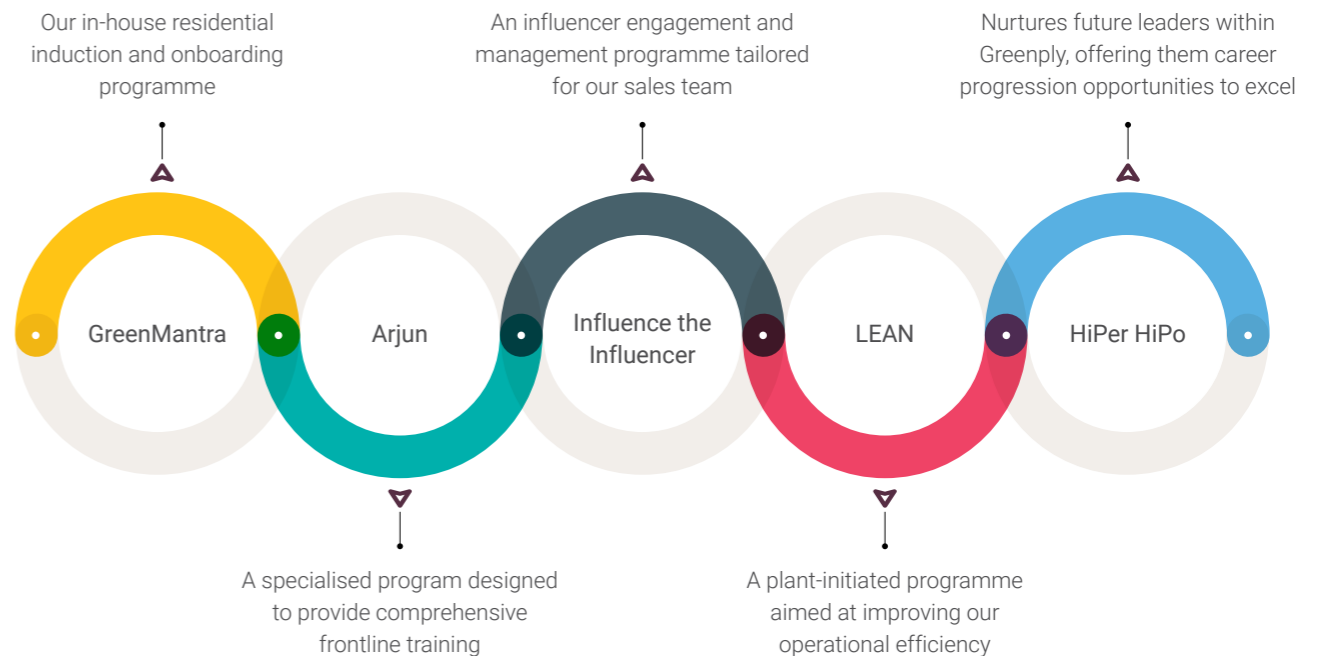 Our in-house residential
induction and onboarding
programme
An influencer engagement and
management programme tailored
for our sales team
Nurtures future leaders within
Greenply, offering them career
progression opportunities to excel
GreenMantra
Arjun
Influence the
Influencer
LEAN
HiPer HiPo
A specialised program designed
to provide comprehensive
frontline training
A plant-initiated programme
aimed at improving our
operational efficiency